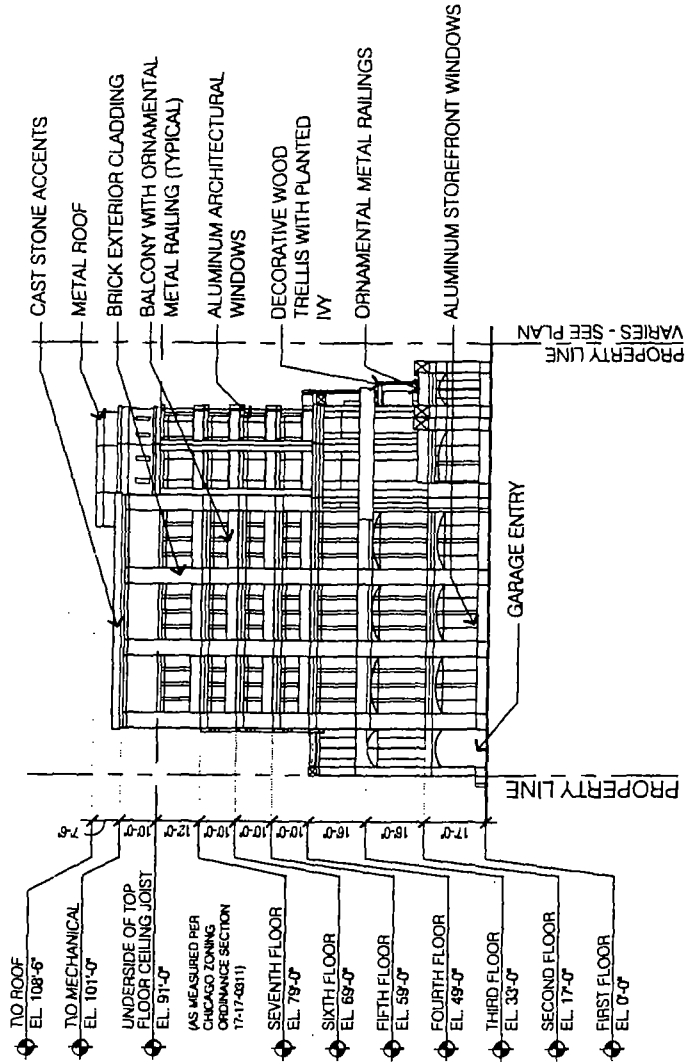 CAST STONE ACCENTS
METAL ROOF
BRICK EXTERIOR CLADDING
BALCONY WITH ORNAMENTAL
METAL RAILING (TYPICAL)
ALUMINUM ARCHITECTURAL
WINDOWS
DECORATIVE WOOD
TRELLIS WITH PLANTED
IVY
ORNAMENTAL METAL RAILINGS
ALUMINUM STOREFRONT WINDOWS
PROPERTY LINE
VARIES - SEE PLAN
GARAGE ENTRY
PROPERTY LINE
7'-6"
10'-0"
12'-0"
10'-0"
10'-0"
10'-0"
16'-0"
16'-0"
17'-0"
T/O ROOF
EL. 108'-6"
T/O MECHANICAL
EL. 101'-0"
UNDERSIDE OF TOP
FLOOR CEILING JOIST
EL. 91'-0"
(AS MEASURED PER
CHICAGO ZONING
ORDINANCE SECTION
17-17-0311)
SEVENTH FLOOR
EL. 79'-0"
SIXTH FLOOR
EL. 69'-0"
FIFTH FLOOR
EL. 59'-0"
FOURTH FLOOR
EL. 49'-0"
THIRD FLOOR
EL. 33'-0"
SECOND FLOOR
EL. 17'-0"
FIRST FLOOR
EL. 0'-0"